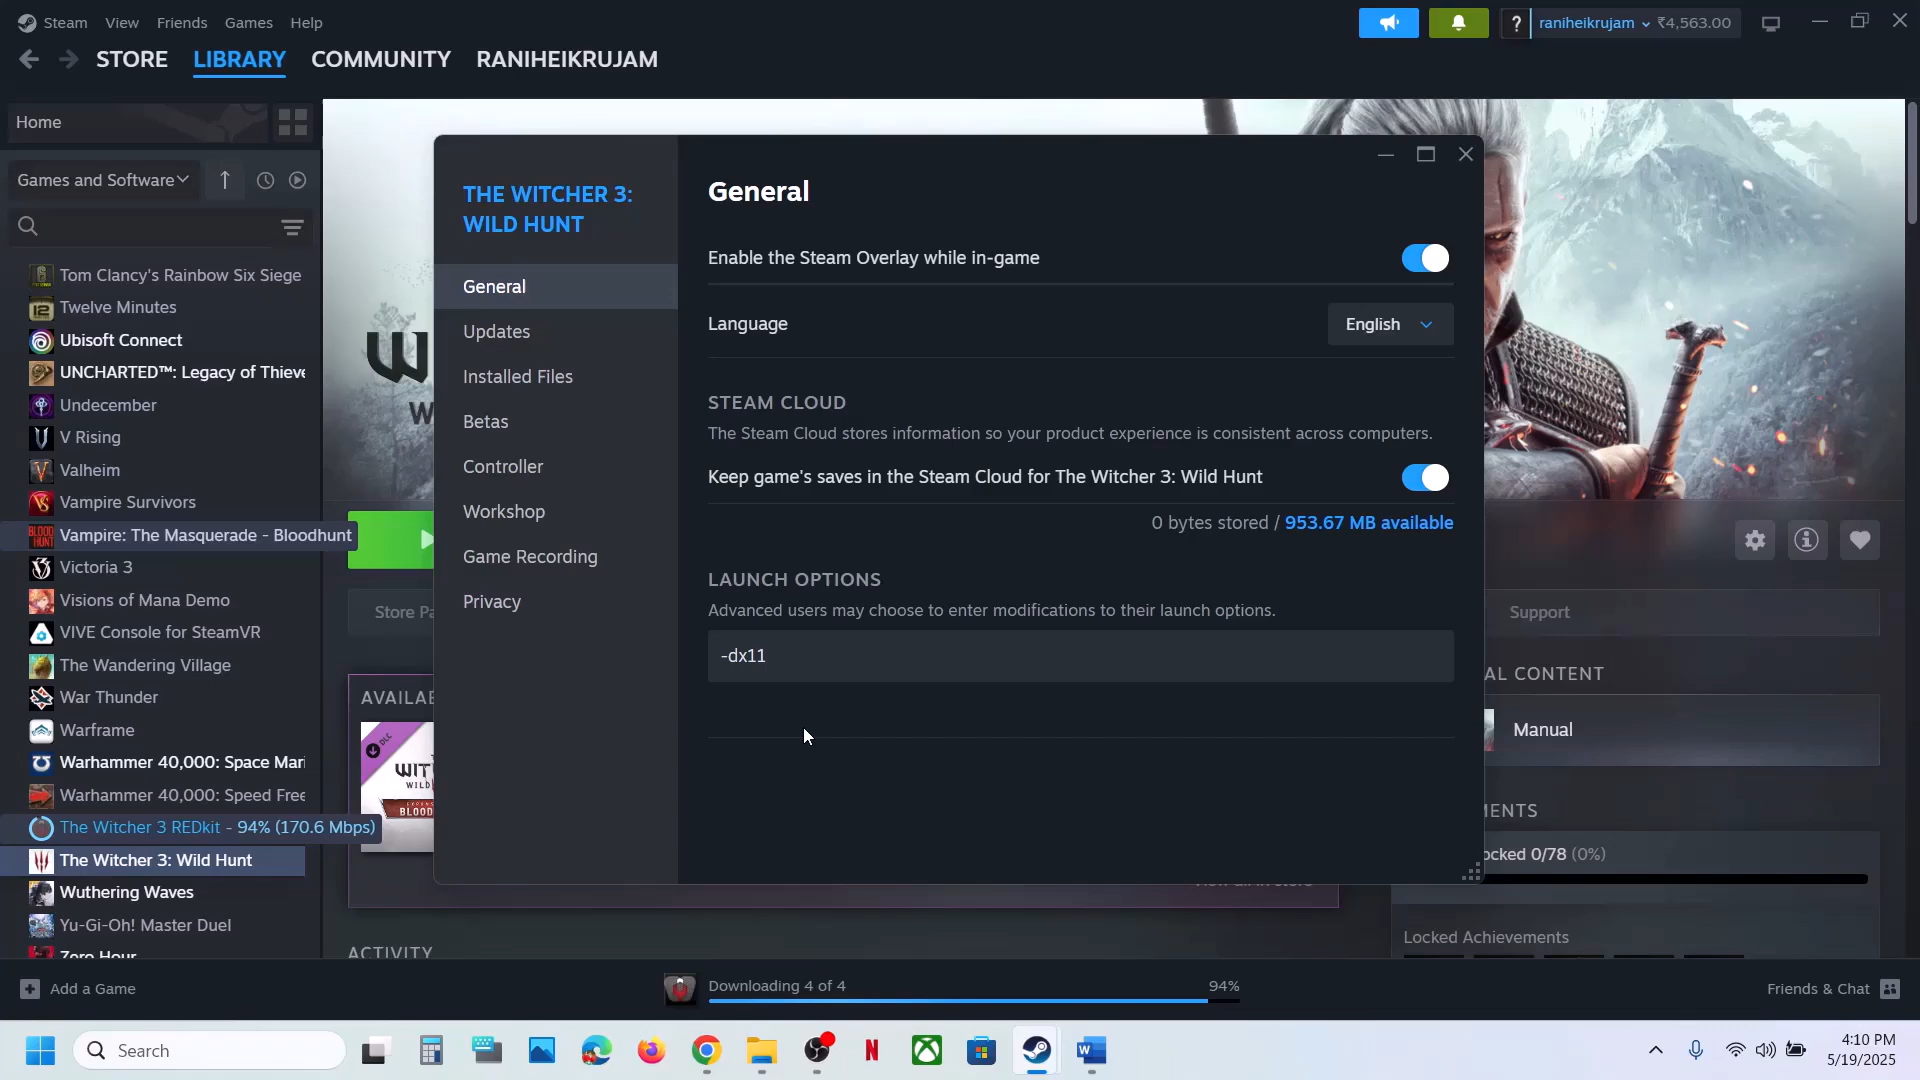 Steam View Friends Games Help
? raniheikrujam ₹4,563.00
STORE LIBRARY COMMUNITY RANIHEIKRUJAM
Home
Games and Software
Tom Clancy's Rainbow Six Siege
Twelve Minutes
Ubisoft Connect
UNCHARTED™: Legacy of Thieve
Undecember
V Rising
Valheim
Vampire Survivors
Vampire: The Masquerade - Bloodhunt
Victoria 3
Visions of Mana Demo
VIVE Console for SteamVR
The Wandering Village
War Thunder
Warframe
Warhammer 40,000: Space Mari
Warhammer 40,000: Speed Free
The Witcher 3 REDkit - 94% (170.6 Mbps)
The Witcher 3: Wild Hunt
Wuthering Waves
Yu-Gi-Oh! Master Duel
Zero Hour
Add a Game
THE WITCHER 3:
WILD HUNT
General
Updates
Installed Files
Betas
Controller
Workshop
Game Recording
Privacy
General
Enable the Steam Overlay while in-game
Language English
STEAM CLOUD
The Steam Cloud stores information so your product experience is consistent across computers.
Keep game's saves in the Steam Cloud for The Witcher 3: Wild Hunt
0 bytes stored / 953.67 MB available
LAUNCH OPTIONS
Advanced users may choose to enter modifications to their launch options.
-dx11
Store Pa
AVAILAB
ACTIVITY
Support
AL CONTENT
Manual
MENTS
ocked 0/78 (0%)
Locked Achievements
Downloading 4 of 4 94%
Friends & Chat
Search
4:10 PM
5/19/2025